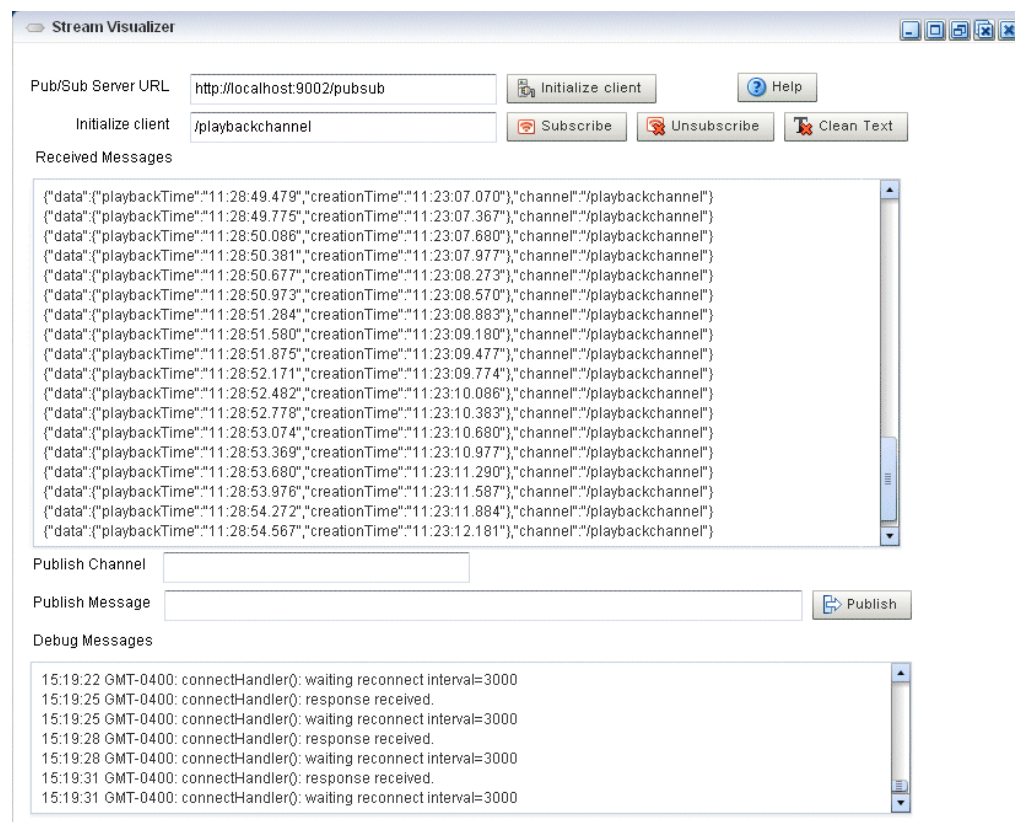 Stream Visualizer
Pub/Sub Server URL http://localhost:9002/pubsub Initialize client Help
Initialize client /playbackchannel Subscribe Unsubscribe Clean Text
Received Messages
{"data":{"playbackTime":"11:28:49.479","creationTime":"11:23:07.070"},"channel":"/playbackchannel"}
{"data":{"playbackTime":"11:28:49.775","creationTime":"11:23:07.367"},"channel":"/playbackchannel"}
{"data":{"playbackTime":"11:28:50.086","creationTime":"11:23:07.680"},"channel":"/playbackchannel"}
{"data":{"playbackTime":"11:28:50.381","creationTime":"11:23:07.977"},"channel":"/playbackchannel"}
{"data":{"playbackTime":"11:28:50.677","creationTime":"11:23:08.273"},"channel":"/playbackchannel"}
{"data":{"playbackTime":"11:28:50.973","creationTime":"11:23:08.570"},"channel":"/playbackchannel"}
{"data":{"playbackTime":"11:28:51.284","creationTime":"11:23:08.883"},"channel":"/playbackchannel"}
{"data":{"playbackTime":"11:28:51.580","creationTime":"11:23:09.180"},"channel":"/playbackchannel"}
{"data":{"playbackTime":"11:28:51.875","creationTime":"11:23:09.477"},"channel":"/playbackchannel"}
{"data":{"playbackTime":"11:28:52.171","creationTime":"11:23:09.774"},"channel":"/playbackchannel"}
{"data":{"playbackTime":"11:28:52.482","creationTime":"11:23:10.086"},"channel":"/playbackchannel"}
{"data":{"playbackTime":"11:28:52.778","creationTime":"11:23:10.383"},"channel":"/playbackchannel"}
{"data":{"playbackTime":"11:28:53.074","creationTime":"11:23:10.680"},"channel":"/playbackchannel"}
{"data":{"playbackTime":"11:28:53.369","creationTime":"11:23:10.977"},"channel":"/playbackchannel"}
{"data":{"playbackTime":"11:28:53.680","creationTime":"11:23:11.290"},"channel":"/playbackchannel"}
{"data":{"playbackTime":"11:28:53.976","creationTime":"11:23:11.587"},"channel":"/playbackchannel"}
{"data":{"playbackTime":"11:28:54.272","creationTime":"11:23:11.884"},"channel":"/playbackchannel"}
{"data":{"playbackTime":"11:28:54.567","creationTime":"11:23:12.181"},"channel":"/playbackchannel"}
Publish Channel
Publish Message Publish
Debug Messages
15:19:22 GMT-0400: connectHandler(): waiting reconnect interval=3000
15:19:25 GMT-0400: connectHandler(): response received.
15:19:25 GMT-0400: connectHandler(): waiting reconnect interval=3000
15:19:28 GMT-0400: connectHandler(): response received.
15:19:28 GMT-0400: connectHandler(): waiting reconnect interval=3000
15:19:31 GMT-0400: connectHandler(): response received.
15:19:31 GMT-0400: connectHandler(): waiting reconnect interval=3000